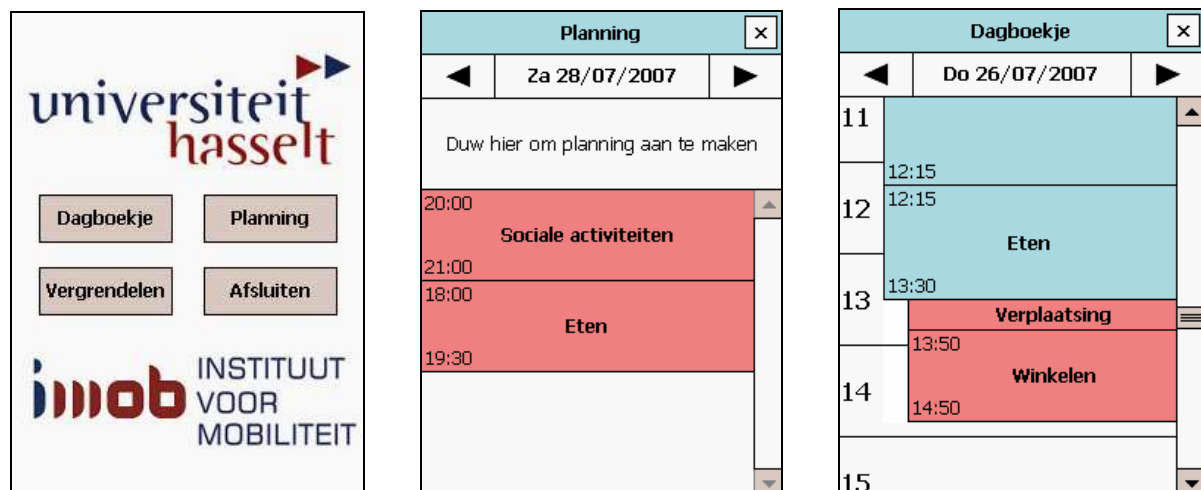 universiteit
hasselt
Dagboekje
Planning
Vergrendelen
Afsluiten
imob
INSTITUUT
VOOR
MOBILITEIT
Planning
Za 28/07/2007
Duw hier om planning aan te maken
20:00
Sociale activiteiten
21:00
18:00
Eten
19:30
Dagboekje
Do 26/07/2007
11
12:15
12:15
12
Eten
13:30
13
Verplaatsing
13:50
Winkelen
14
14:50
15